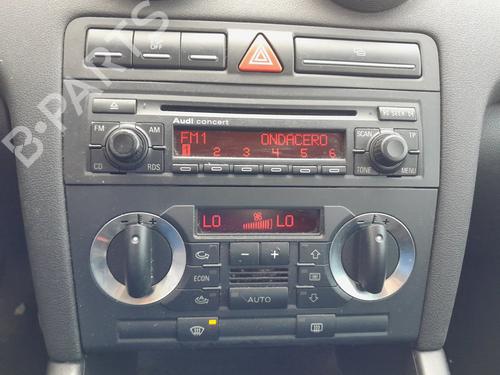 OFF
Audi concert
FM AM
CD RDS
FM1 ONDACERO
1 2 3 4 5 6
SCAN TP
TONE MENU
LO LO
- +
- +
- +
ECON
AUTO
B-PARTS